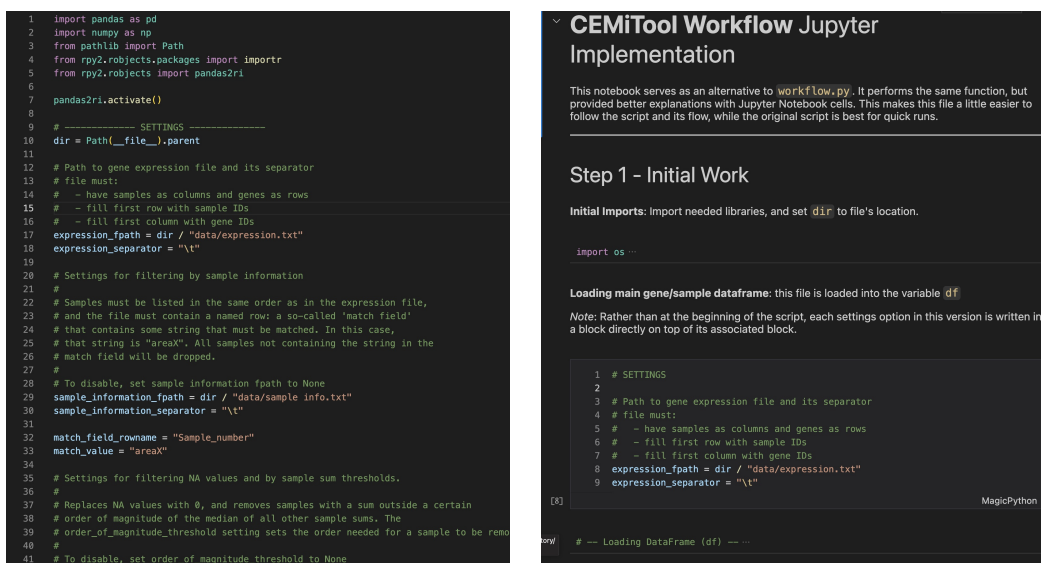 1 import pandas as pd
2 import numpy as np
3 from pathlib import Path
4 from rpy2.robjects.packages import importr
5 from rpy2.robjects import pandas2ri
6
7 pandas2ri.activate()
8
9 # ————————————— SETTINGS ——————————————
10 dir = Path(__file__).parent
11
12 # Path to gene expression file and its separator
13 # file must:
14 #   - have samples as columns and genes as rows
15 #   - fill first row with sample IDs
16 #   - fill first column with gene IDs
17 expression_fpath = dir / "data/expression.txt"
18 expression_separator = "\t"
19
20 # Settings for filtering by sample information
21 #
22 # Samples must be listed in the same order as in the expression file,
23 # and the file must contain a named row: a so-called 'match field'
24 # that contains some string that must be matched. In this case,
25 # that string is "areaX". All samples not containing the string in the
26 # match field will be dropped.
27 #
28 # To disable, set sample information fpath to None
29 sample_information_fpath = dir / "data/sample info.txt"
30 sample_information_separator = "\t"
31
32 match_field_rowname = "Sample_number"
33 match_value = "areaX"
34
35 # Settings for filtering NA values and by sample sum thresholds.
36 #
37 # Replaces NA values with 0, and removes samples with a sum outside a certain
38 # order of magnitude of the median of all other sample sums. The
39 # order_of_magnitude_threshold setting sets the order needed for a sample to be remo
40 #
41 # To disable, set order of magnitude threshold to None
CEMiTool Workflow Jupyter
Implementation
This notebook serves as an alternative to workflow.py. It performs the same function, but
provided better explanations with Jupyter Notebook cells. This makes this file a little easier to
follow the script and its flow, while the original script is best for quick runs.
Step 1 - Initial Work
Initial Imports: Import needed libraries, and set dir to file's location.
import os ···
Loading main gene/sample dataframe: this file is loaded into the variable df
Note: Rather than at the beginning of the script, each settings option in this version is written in
a block directly on top of its associated block.
1 # SETTINGS
2
3 # Path to gene expression file and its separator
4 # file must:
5 #   - have samples as columns and genes as rows
6 #   - fill first row with sample IDs
7 #   - fill first column with gene IDs
8 expression_fpath = dir / "data/expression.txt"
9 expression_separator = "\t"
[8]
MagicPython
tory/
# —— Loading DataFrame (df) —— ···